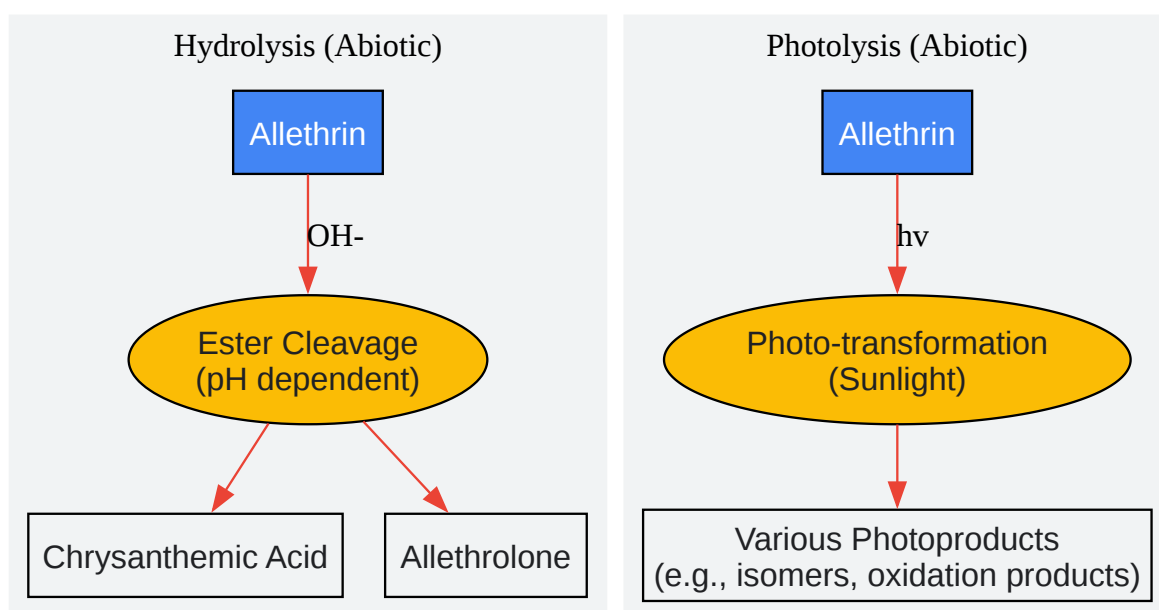 Hydrolysis (Abiotic)
Allethrin
OH-
Ester Cleavage
(pH dependent)
Chrysanthemic Acid
Allethrolone
Photolysis (Abiotic)
Allethrin
hv
Photo-transformation
(Sunlight)
Various Photoproducts
(e.g., isomers, oxidation products)